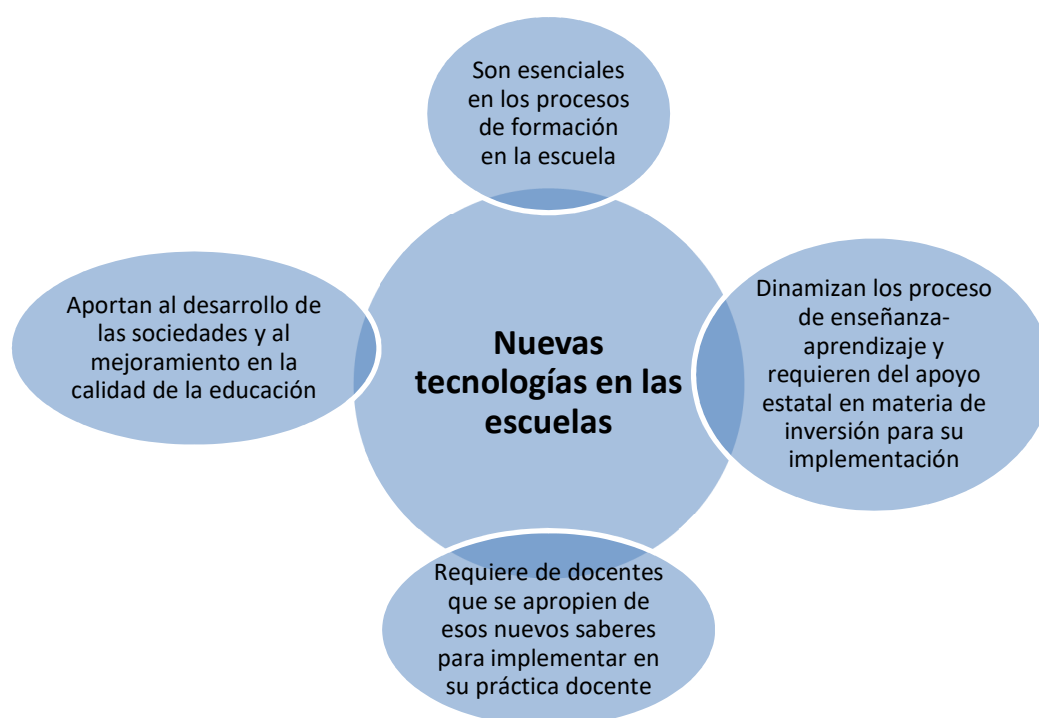 Son esenciales
en los procesos
de formación
en la escuela
Aportan al desarrollo de
las sociedades y al
mejoramiento en la
calidad de la educación
Nuevas
tecnologías en las
escuelas
Dinamizan los proceso
de enseñanza-
aprendizaje y
requieren del apoyo
estatal en materia de
inversión para su
implementación
Requiere de docentes
que se apropien de
esos nuevos saberes
para implementar en
su práctica docente